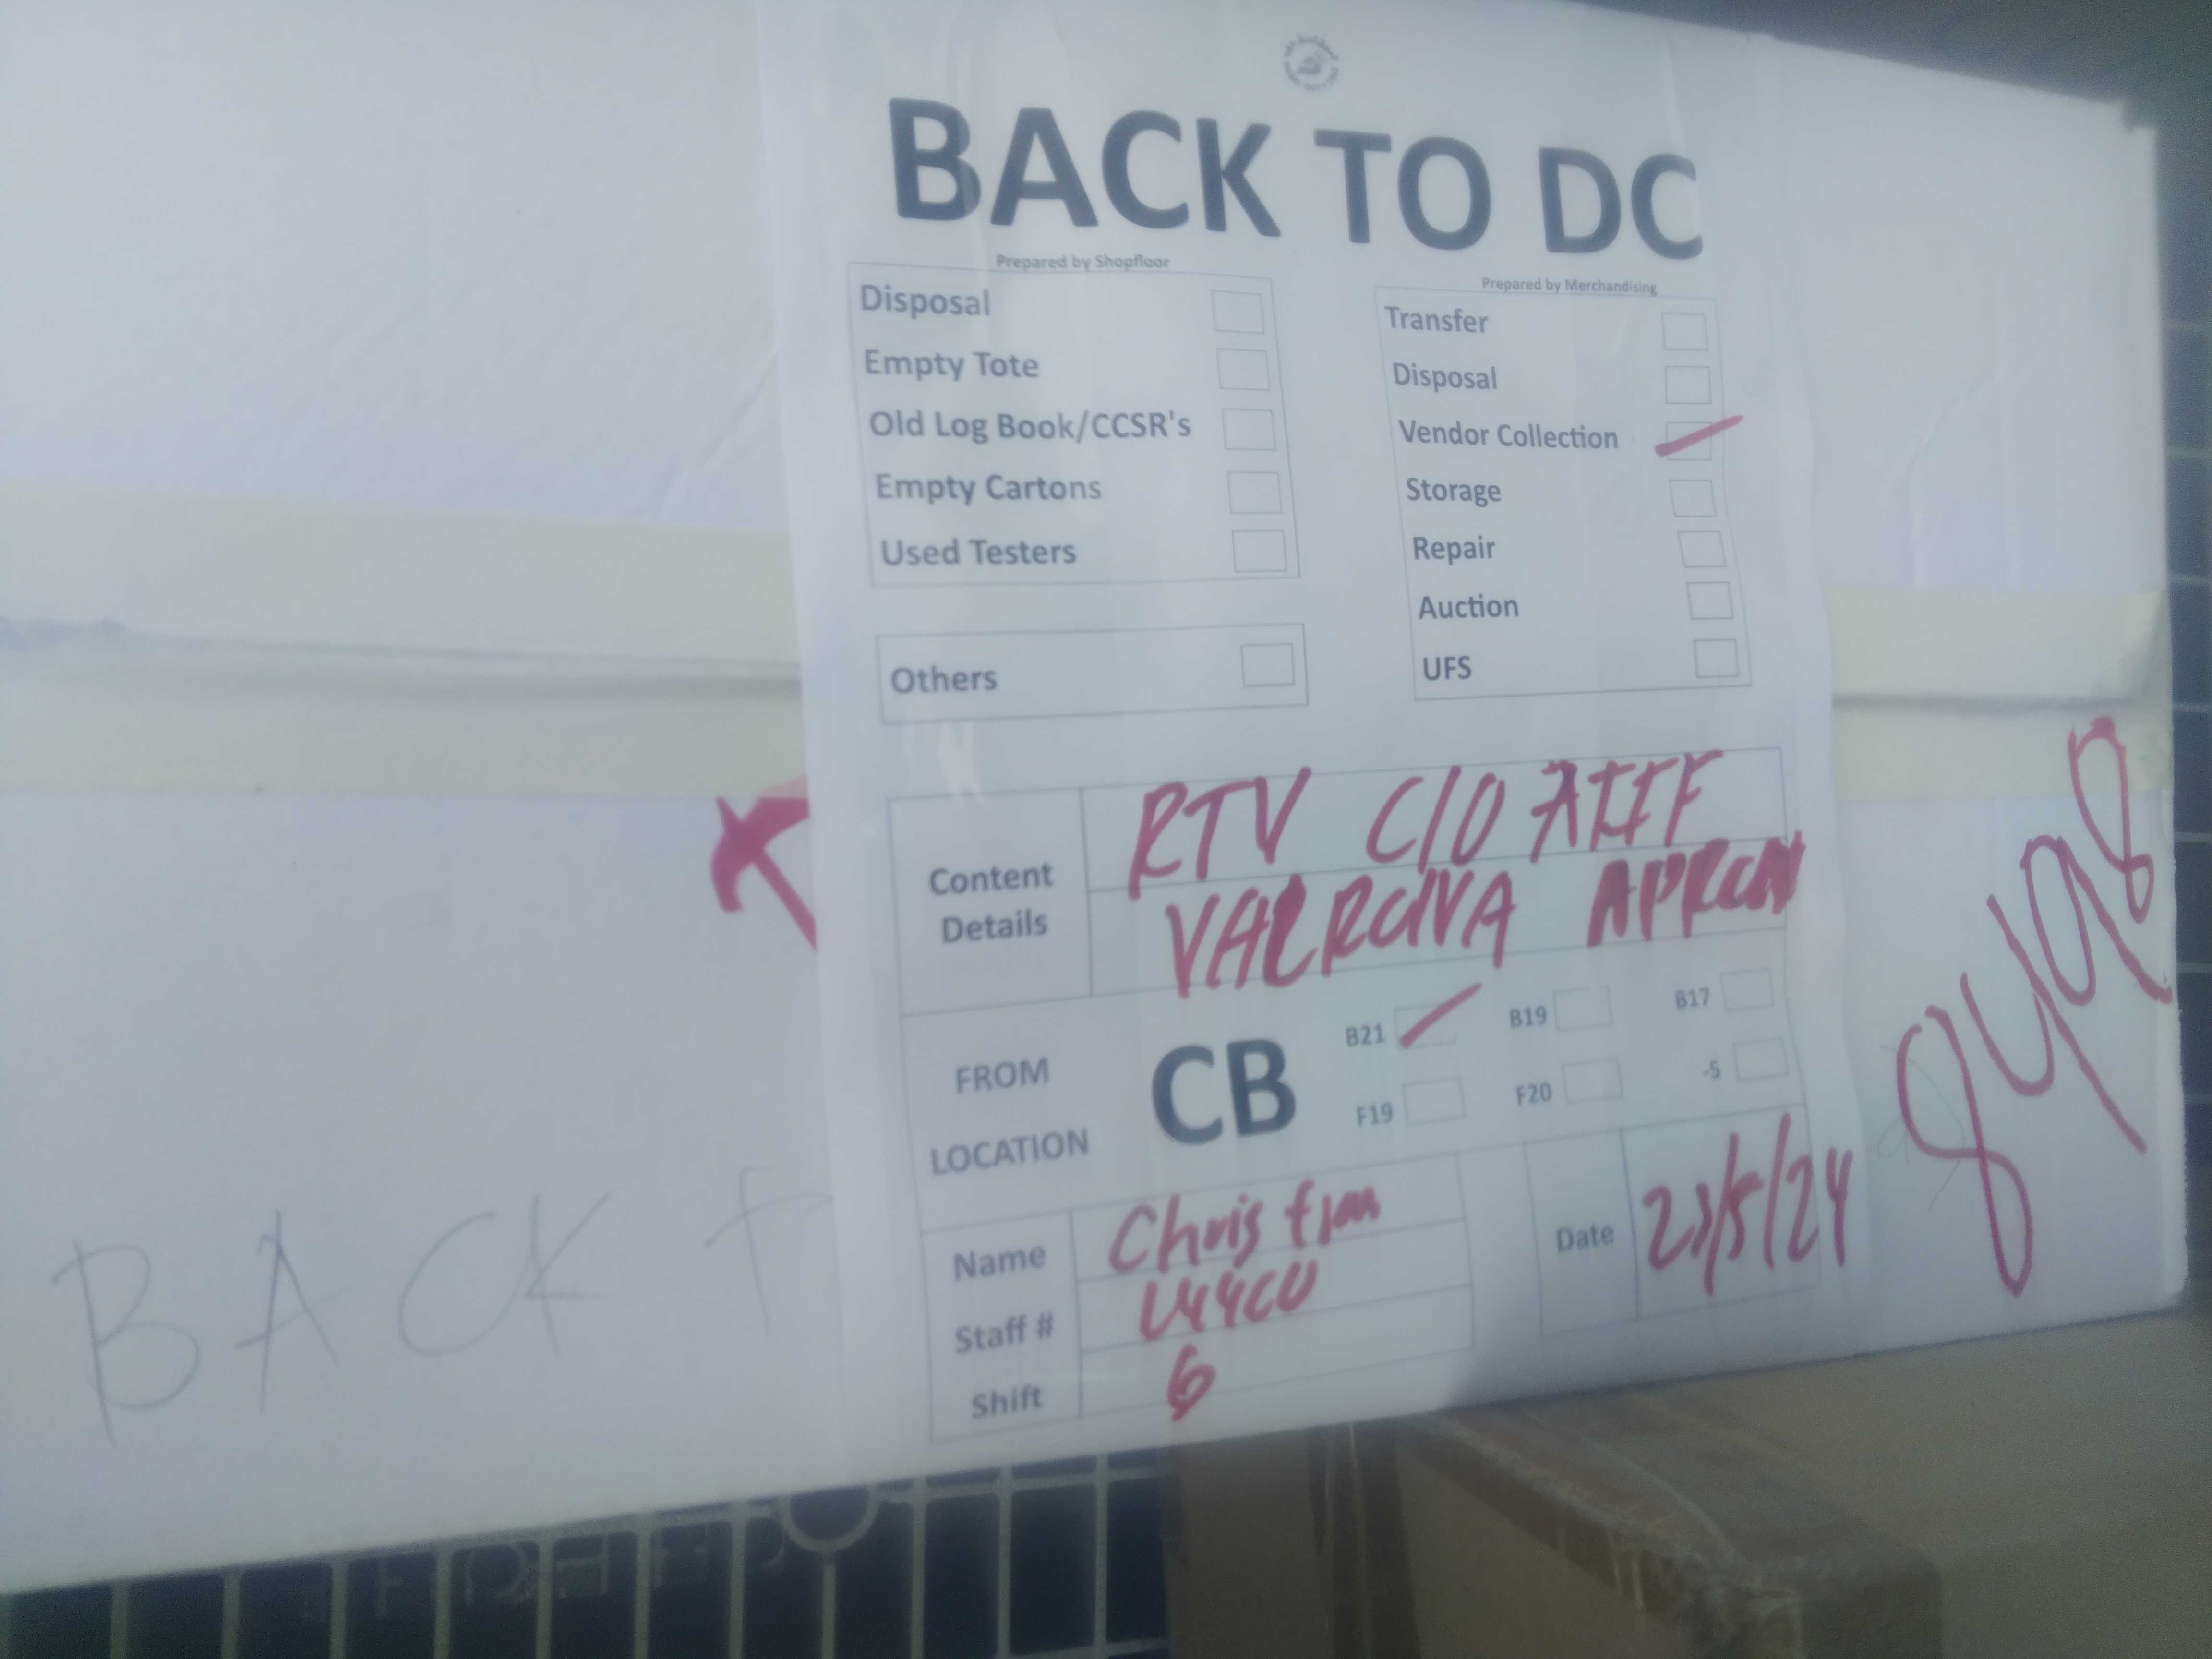 BACK TO DC
Prepared by Shopfloor
Disposal
Empty Tote
Old Log Book/CCSR's
Empty Cartons
Used Testers
Others
Prepared by Merchandising
Transfer
Disposal
Vendor Collection
Storage
Repair
Auction
UFS
Content Details
RTV C/O ATIF
VALRONA APRON
FROM LOCATION
CB
B21
B19
B17
F19
F20
-5
Name
Staff #
Shift 6
Date 23/5/24
BACK T